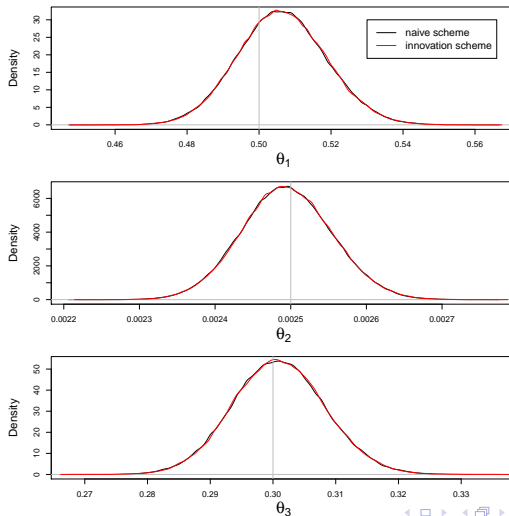 Density
0 5 10 15 20 25 30
naive scheme
innovation scheme
0.46 0.48 0.50 0.52 0.54 0.56
θ1
Density
0 2000 4000 6000
0.0022 0.0023 0.0024 0.0025 0.0026 0.0027
θ2
Density
0 10 20 30 40 50
0.27 0.28 0.29 0.30 0.31 0.32 0.33
θ3